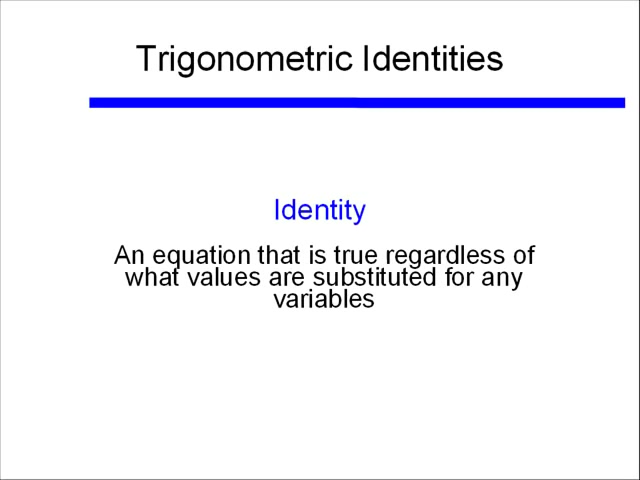 Trigonometric Identities
Identity
An equation that is true regardless of
what values are substituted for any
variables